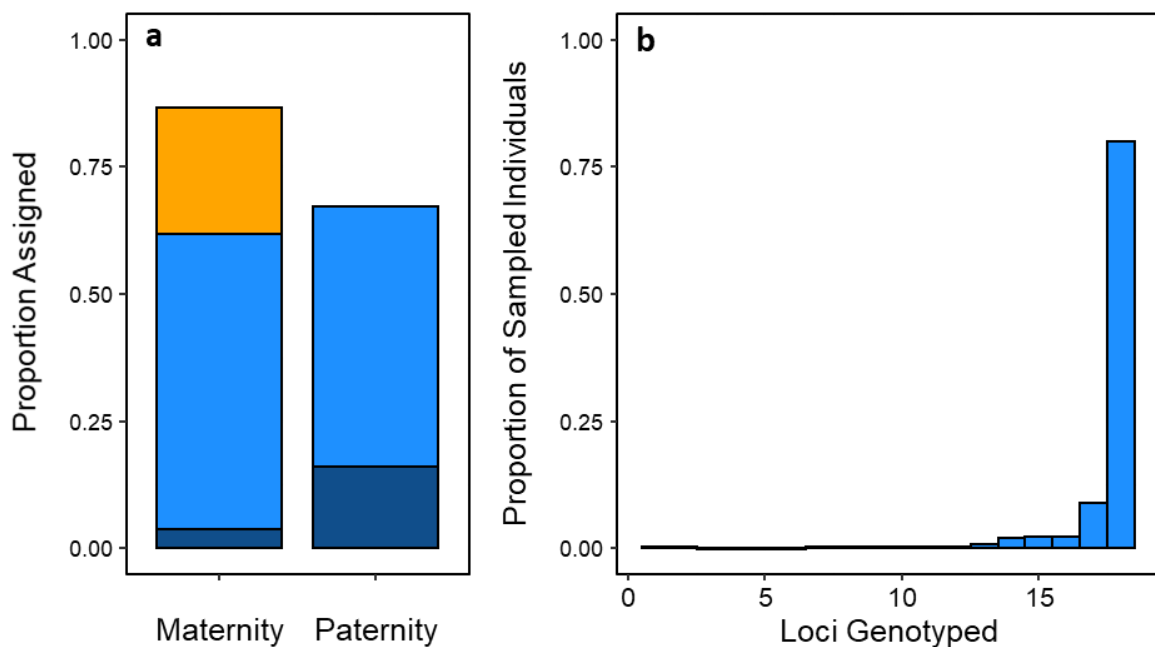 a
1.00
0.75
0.50
0.25
0.00
Proportion Assigned
Maternity Paternity
b
1.00
0.75
0.50
0.25
0.00
Proportion of Sampled Individuals
0 5 10 15
Loci Genotyped